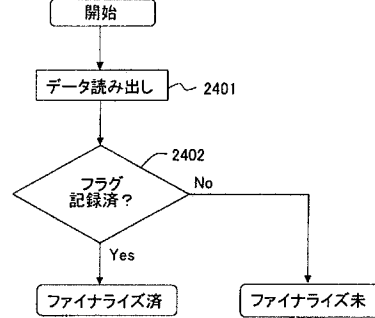 開始
データ読み出し
2401
2402
フラグ
記録済？
No
Yes
ファイナライズ済
ファイナライズ未